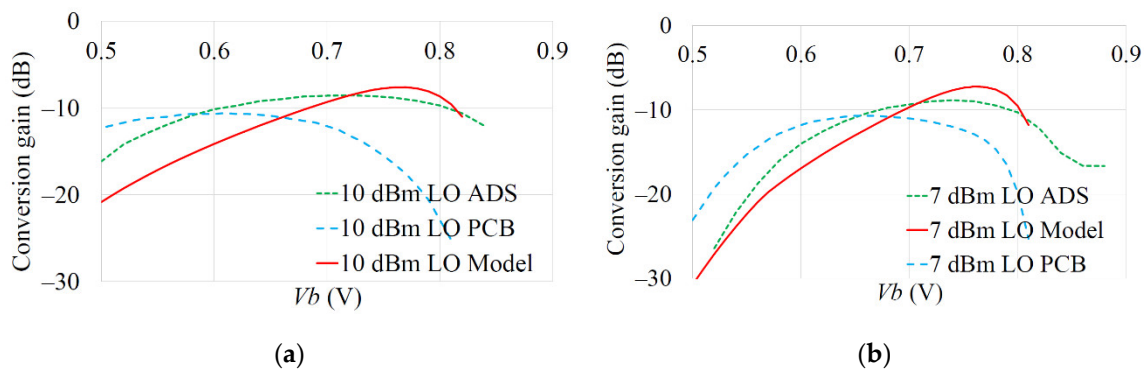 0
0.5 0.6 0.7 0.8 0.9
–10
–20
–30
Conversion gain (dB)
10 dBm LO ADS
10 dBm LO PCB
10 dBm LO Model
Vb (V)
(a)
0
0.5 0.6 0.7 0.8 0.9
–10
–20
–30
Conversion gain (dB)
7 dBm LO ADS
7 dBm LO Model
7 dBm LO PCB
Vb (V)
(b)